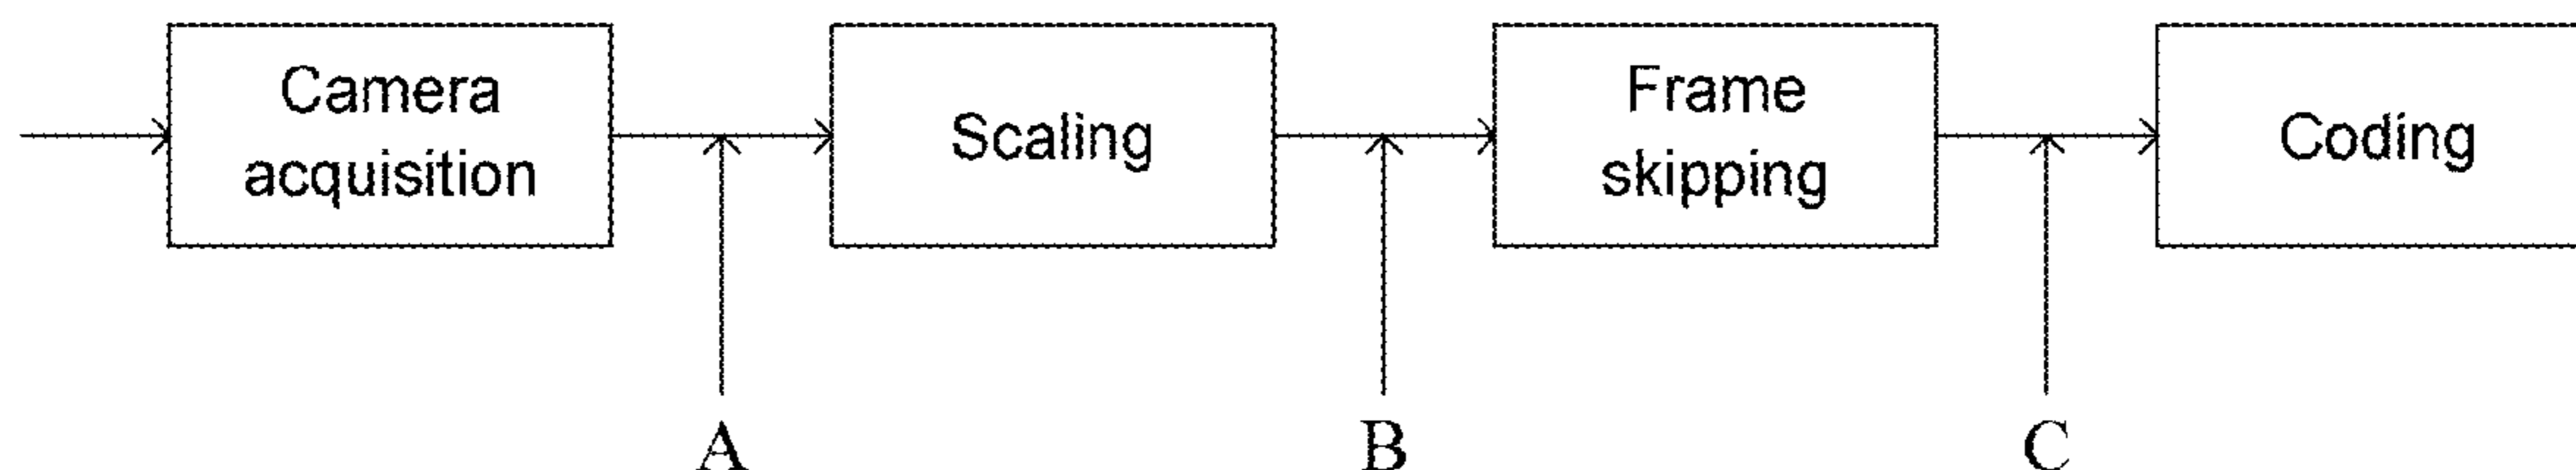 Camera
acquisition
Scaling
Frame
skipping
Coding
A
B
C